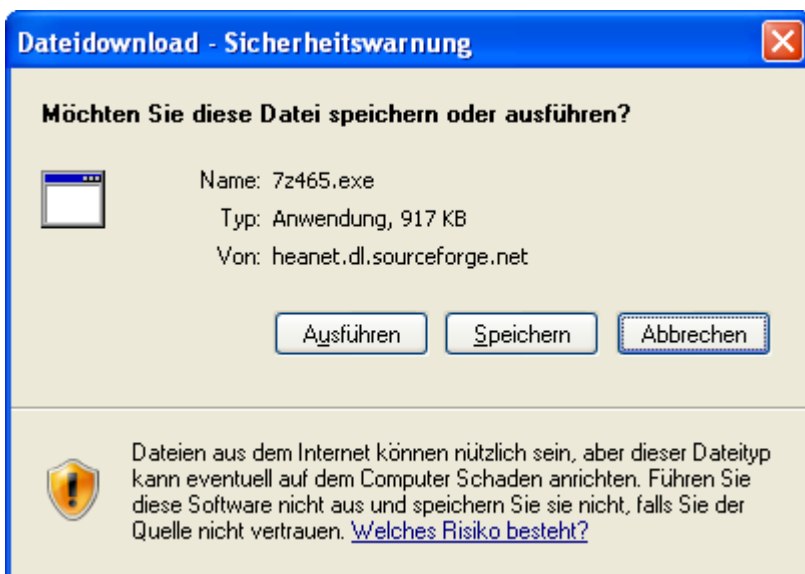 Dateidownload - Sicherheitswarnung
Möchten Sie diese Datei speichern oder ausführen?
Name: 7z465.exe
Typ: Anwendung, 917 KB
Von: heanet.dl.sourceforge.net
Ausführen Speichern Abbrechen
Dateien aus dem Internet können nützlich sein, aber dieser Dateityp
kann eventuell auf dem Computer Schaden anrichten. Führen Sie
diese Software nicht aus und speichern Sie sie nicht, falls Sie der
Quelle nicht vertrauen. Welches Risiko besteht?